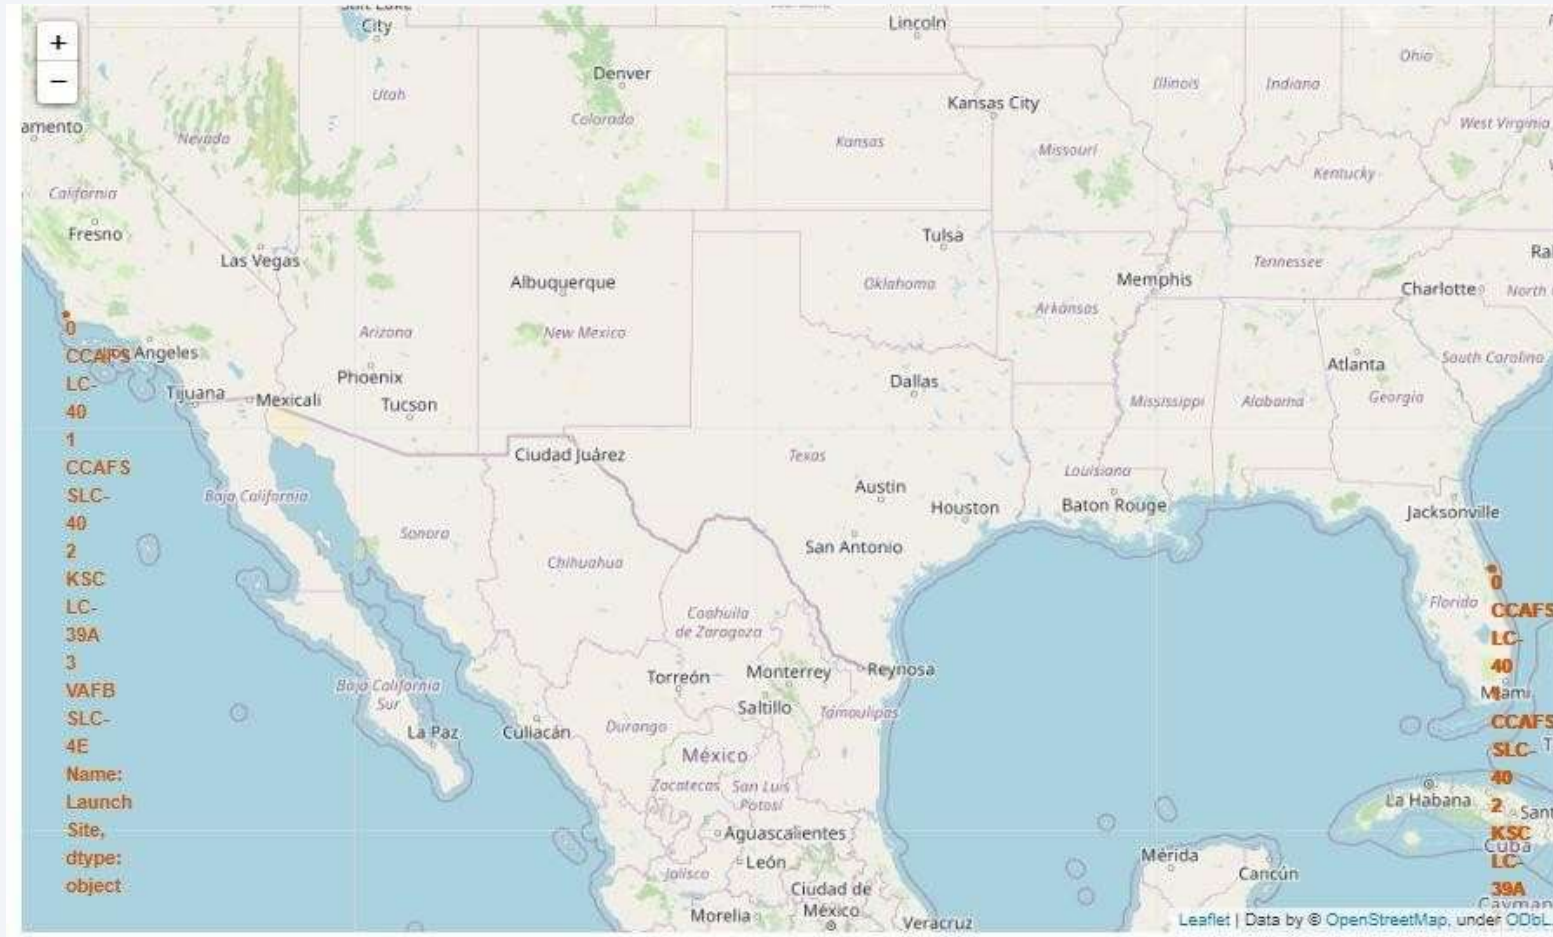 +
−
Salt Lake
City
Lincoln
Denver
Ohio
Utah
Illinois
Indiana
Kansas City
Colorado
amento
Nevada
Kansas
Missouri
West Virginia
Kentucky
California
Fresno
Las Vegas
Tulsa
Ral
Tennessee
Albuquerque
Oklahoma
Memphis
Charlotte
North
Arkansas
Arizona
New Mexico
Angeles
Atlanta
South Carolina
Phoenix
Dallas
Tijuana
Mexicali
Tucson
Mississippi
Alabama
Georgia
Ciudad Juárez
Texas
Louisiana
Austin
Houston
Baton Rouge
Jacksonville
Baja California
Sonora
San Antonio
Chihuahua
Florida
Coahuila
de Zaragoza
Torreón
Monterrey
Reynosa
Miami
Baja California
Sur
Saltillo
Tamaulipas
La Paz
Culiacán
Durango
México
Zacatecas
San Luis
Potosí
La Habana
Sant
Aguascalientes
Cuba
León
Mérida
Cancún
Jalisco
Ciudad de
México
Morelia
Veracruz
Cayman
0
CCAFS
LC-
40
1
CCAFS
SLC-
40
2
KSC
LC-
39A
3
VAFB
SLC-
4E
Name:
Launch
Site,
dtype:
object
0
CCAFS
LC-
40
1
CCAFS
SLC-
40
2
KSC
LC-
39A
Leaflet | Data by © OpenStreetMap, under ODbL